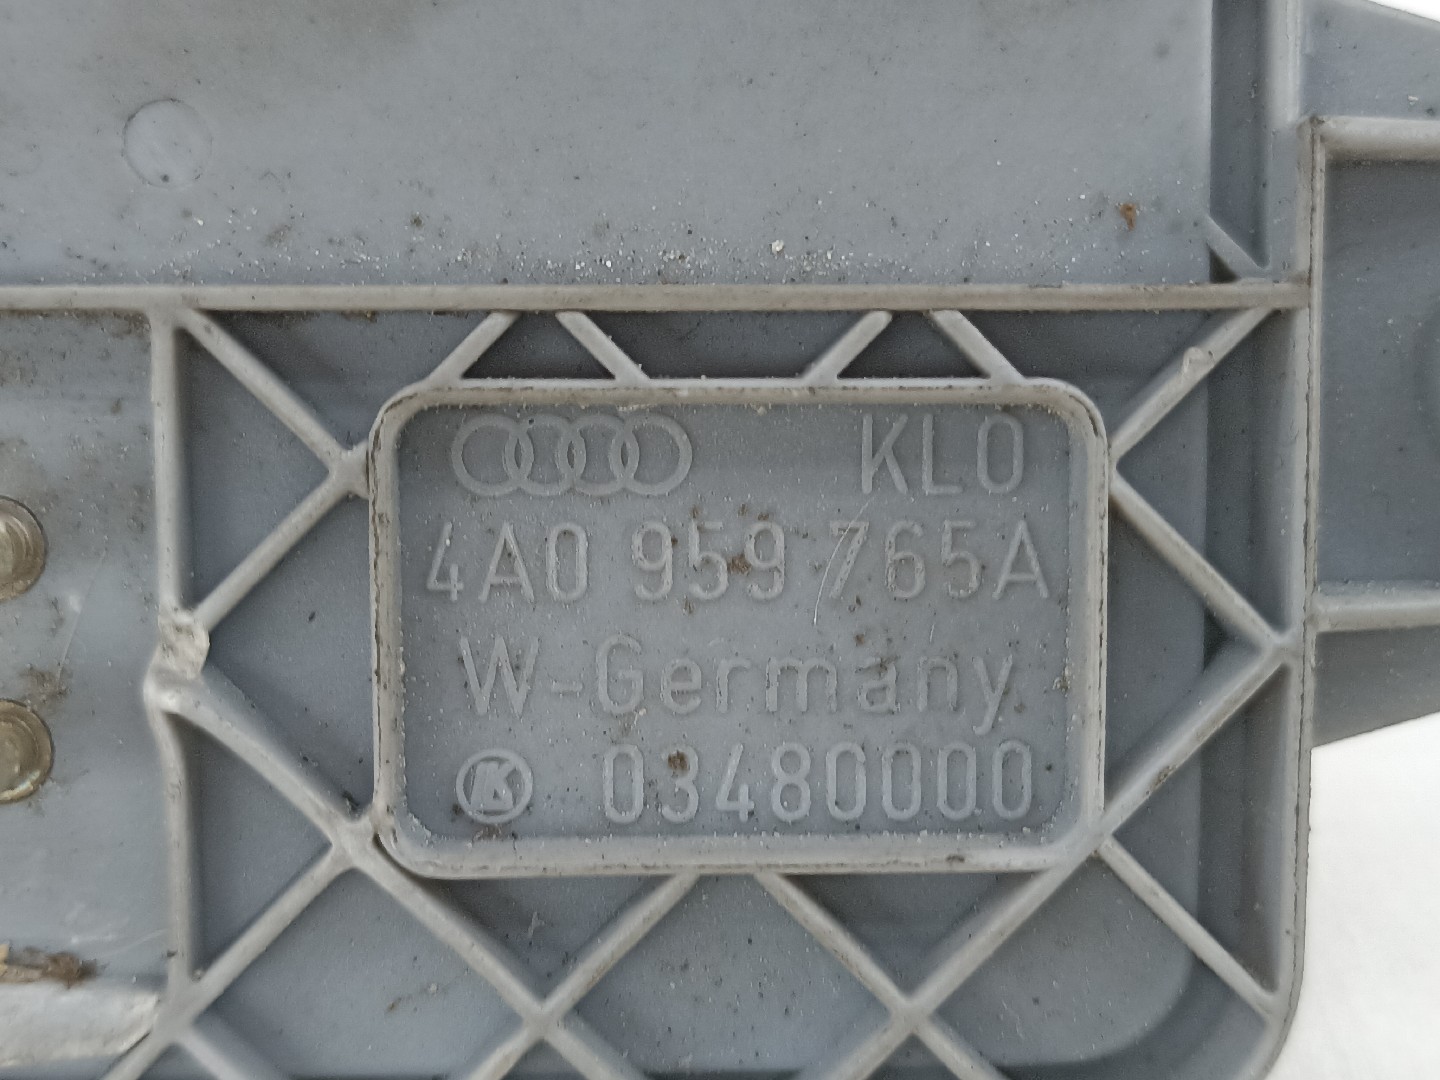 KLO
4A0 959 765A
W-Germany
K 03480000